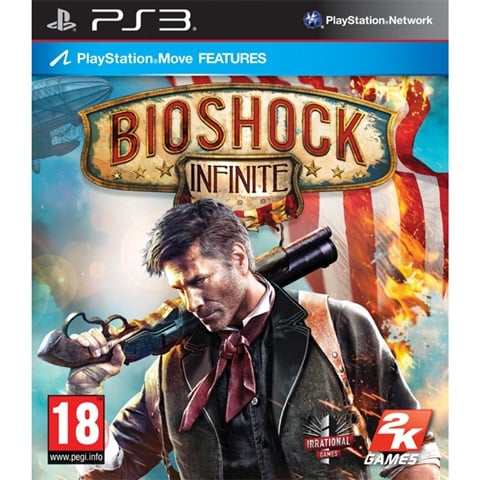 PS3
PlayStation®Network
PlayStation®Move FEATURES
BIOSHOCK
INFINITE
18
www.pegi.info
IRRATIONAL
GAMES
2K
GAMES